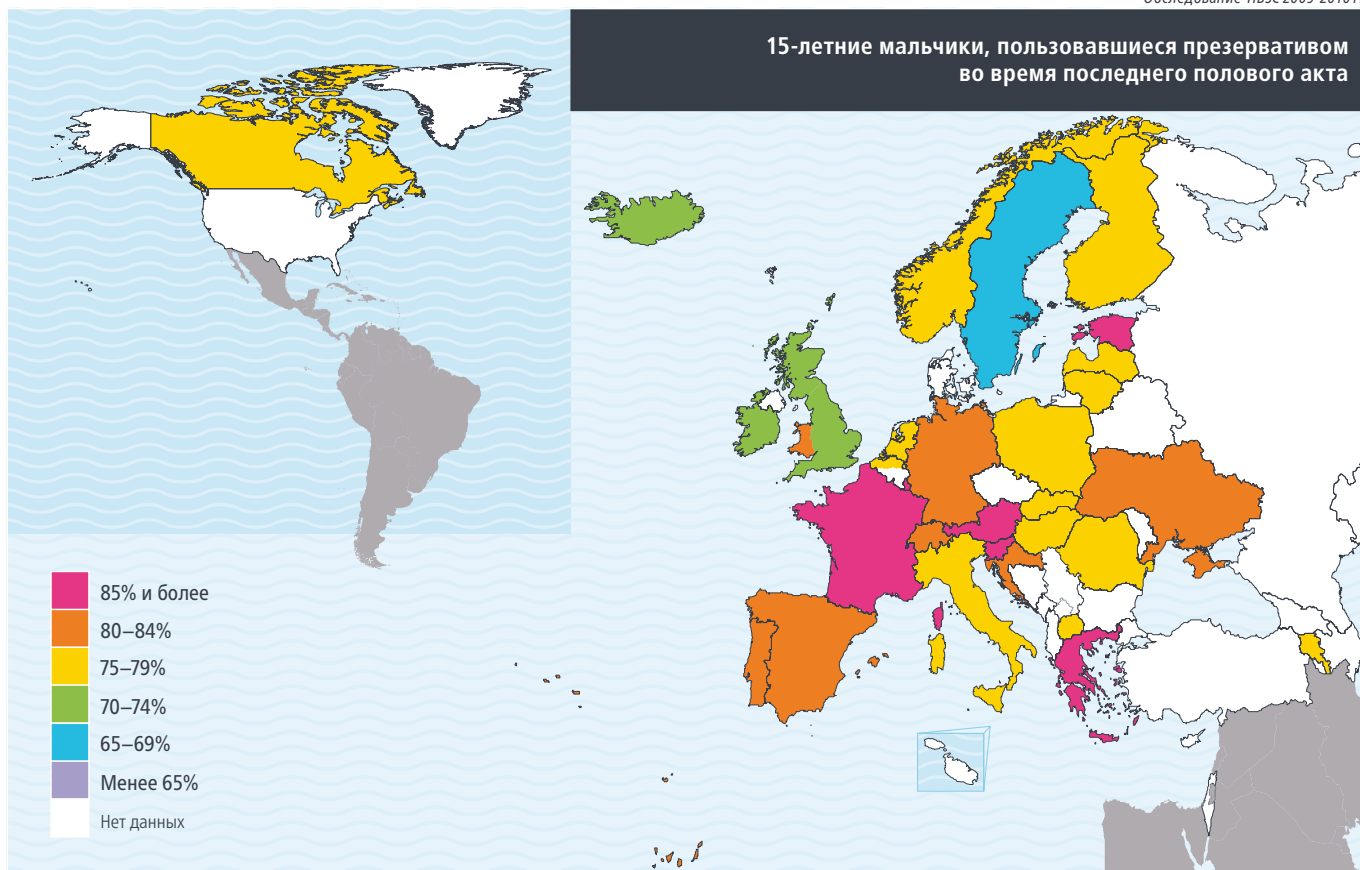 15-летние мальчики, пользовавшиеся презервативом
во время последнего полового акта
85% и более
80–84%
75–79%
70–74%
65–69%
Менее 65%
Нет данных